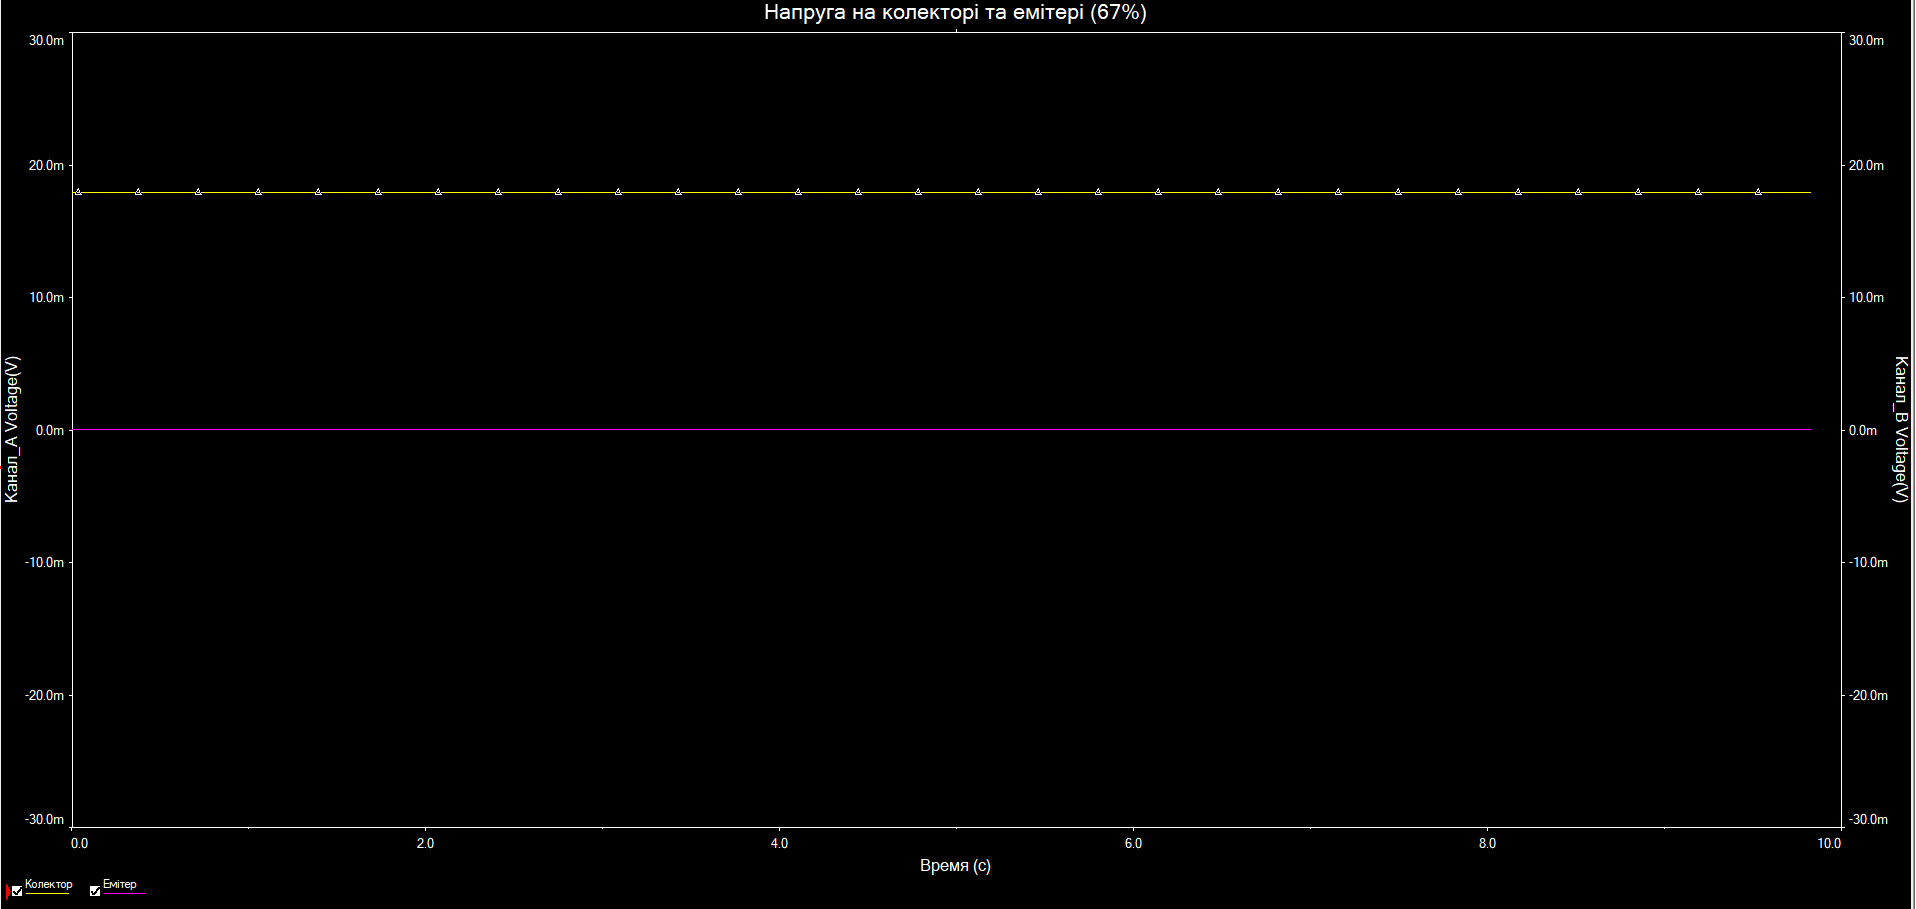 Напруга на колекторі та емітері (67%)
30.0m
30.0m
20.0m
20.0m
10.0m
10.0m
Канал_A Voltage(V)
Канал_B Voltage(V)
0.0m
0.0m
-10.0m
-10.0m
-20.0m
-20.0m
-30.0m
-30.0m
0.0 2.0 4.0 6.0 8.0 10.0
Время (с)
Колектор Емітер